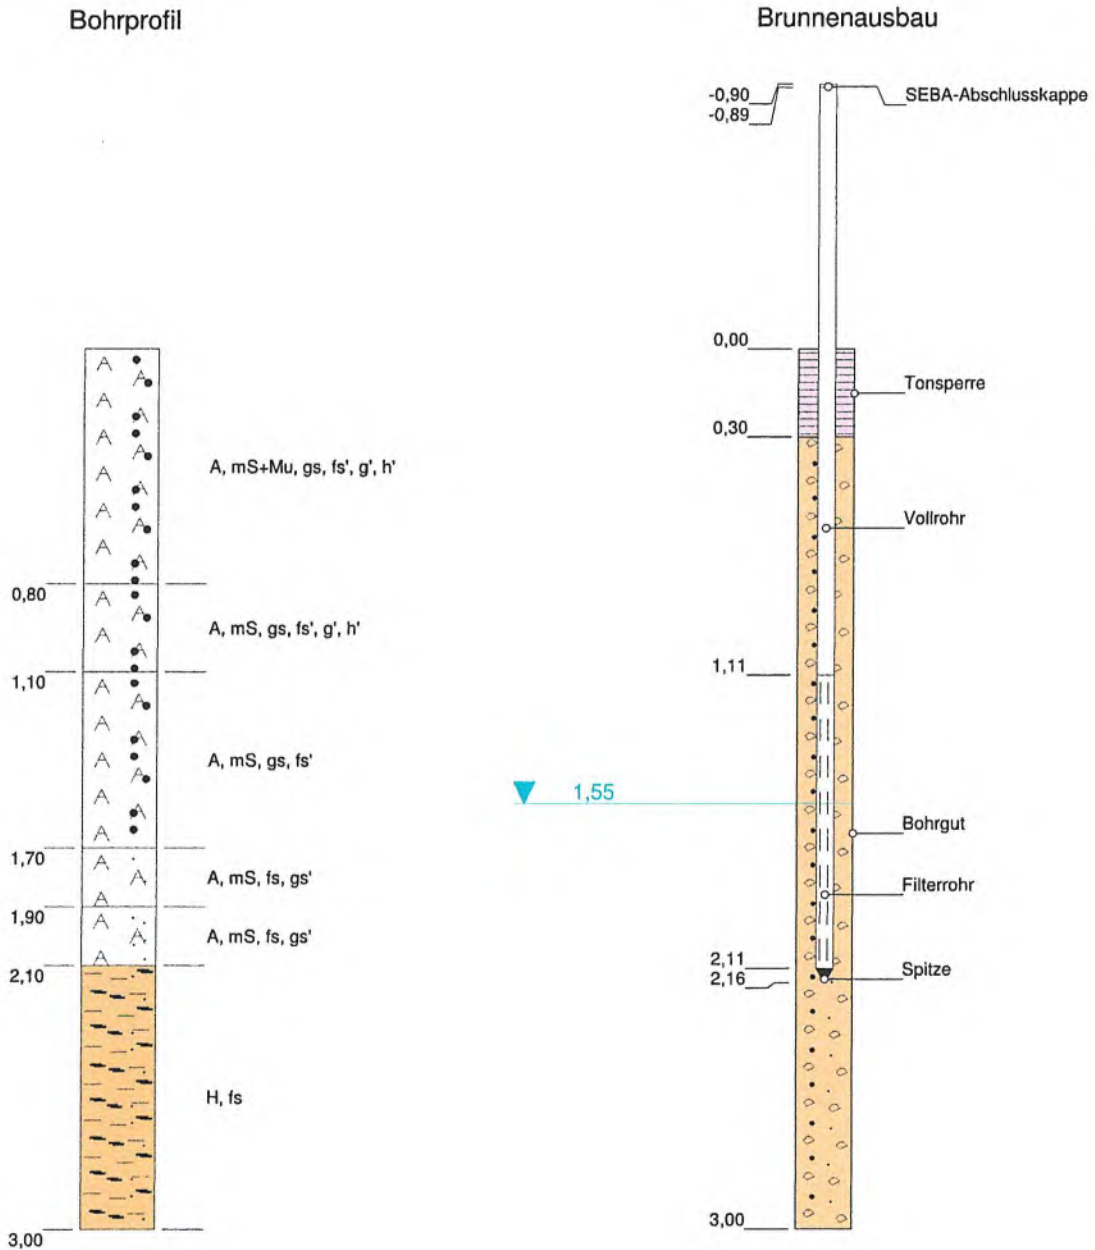 Bohrprofil
Brunnenausbau
-0,90
-0,89
SEBA-Abschlusskappe
0,00
Tonsperre
0,30
A, mS+Mu, gs, fs', g', h'
Vollrohr
0,80
A, mS, gs, fs', g', h'
1,10
1,11
A, mS, gs, fs'
1,55
Bohrgut
1,70
A, mS, fs, gs'
Filterrohr
1,90
A, mS, fs, gs'
2,10
2,11
2,16
Spitze
H, fs
3,00
3,00